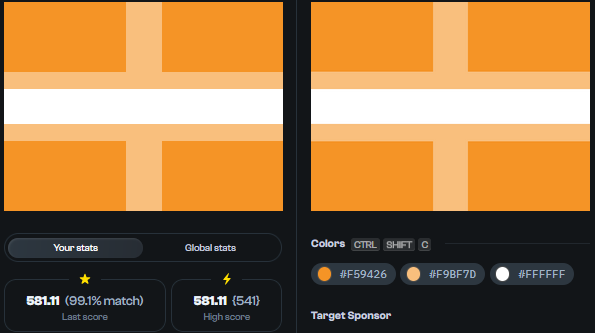 Your stats
Global stats
581.11 (99.1% match)
Last score
581.11 {541}
High score
Colors CTRL SHIFT C
#F59426
#F9BF7D
#FFFFFF
Target Sponsor